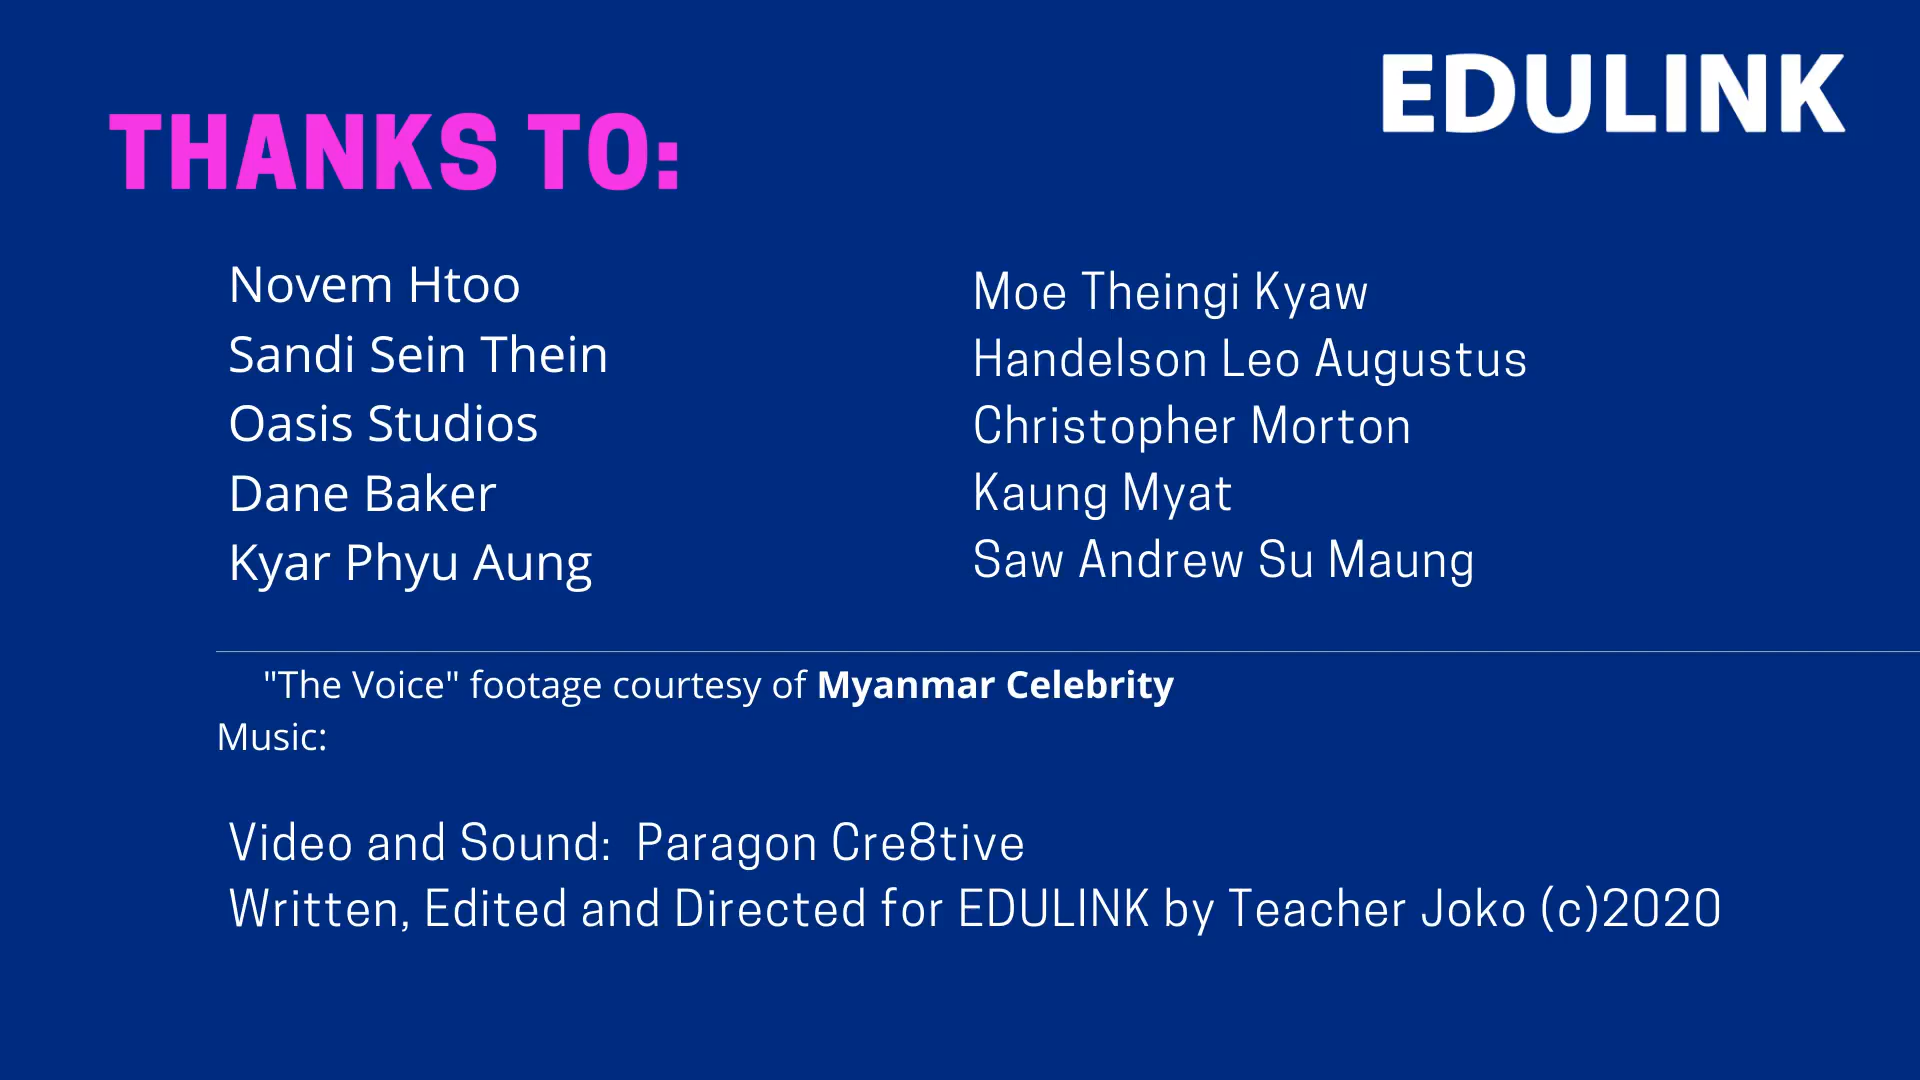 EDULINK
THANKS TO:
Novem Htoo
Sandi Sein Thein
Oasis Studios
Dane Baker
Kyar Phyu Aung
Moe Theingi Kyaw
Handelson Leo Augustus
Christopher Morton
Kaung Myat
Saw Andrew Su Maung
"The Voice" footage courtesy of Myanmar Celebrity
Music:
Video and Sound: Paragon Cre8tive
Written, Edited and Directed for EDULINK by Teacher Joko (c)2020